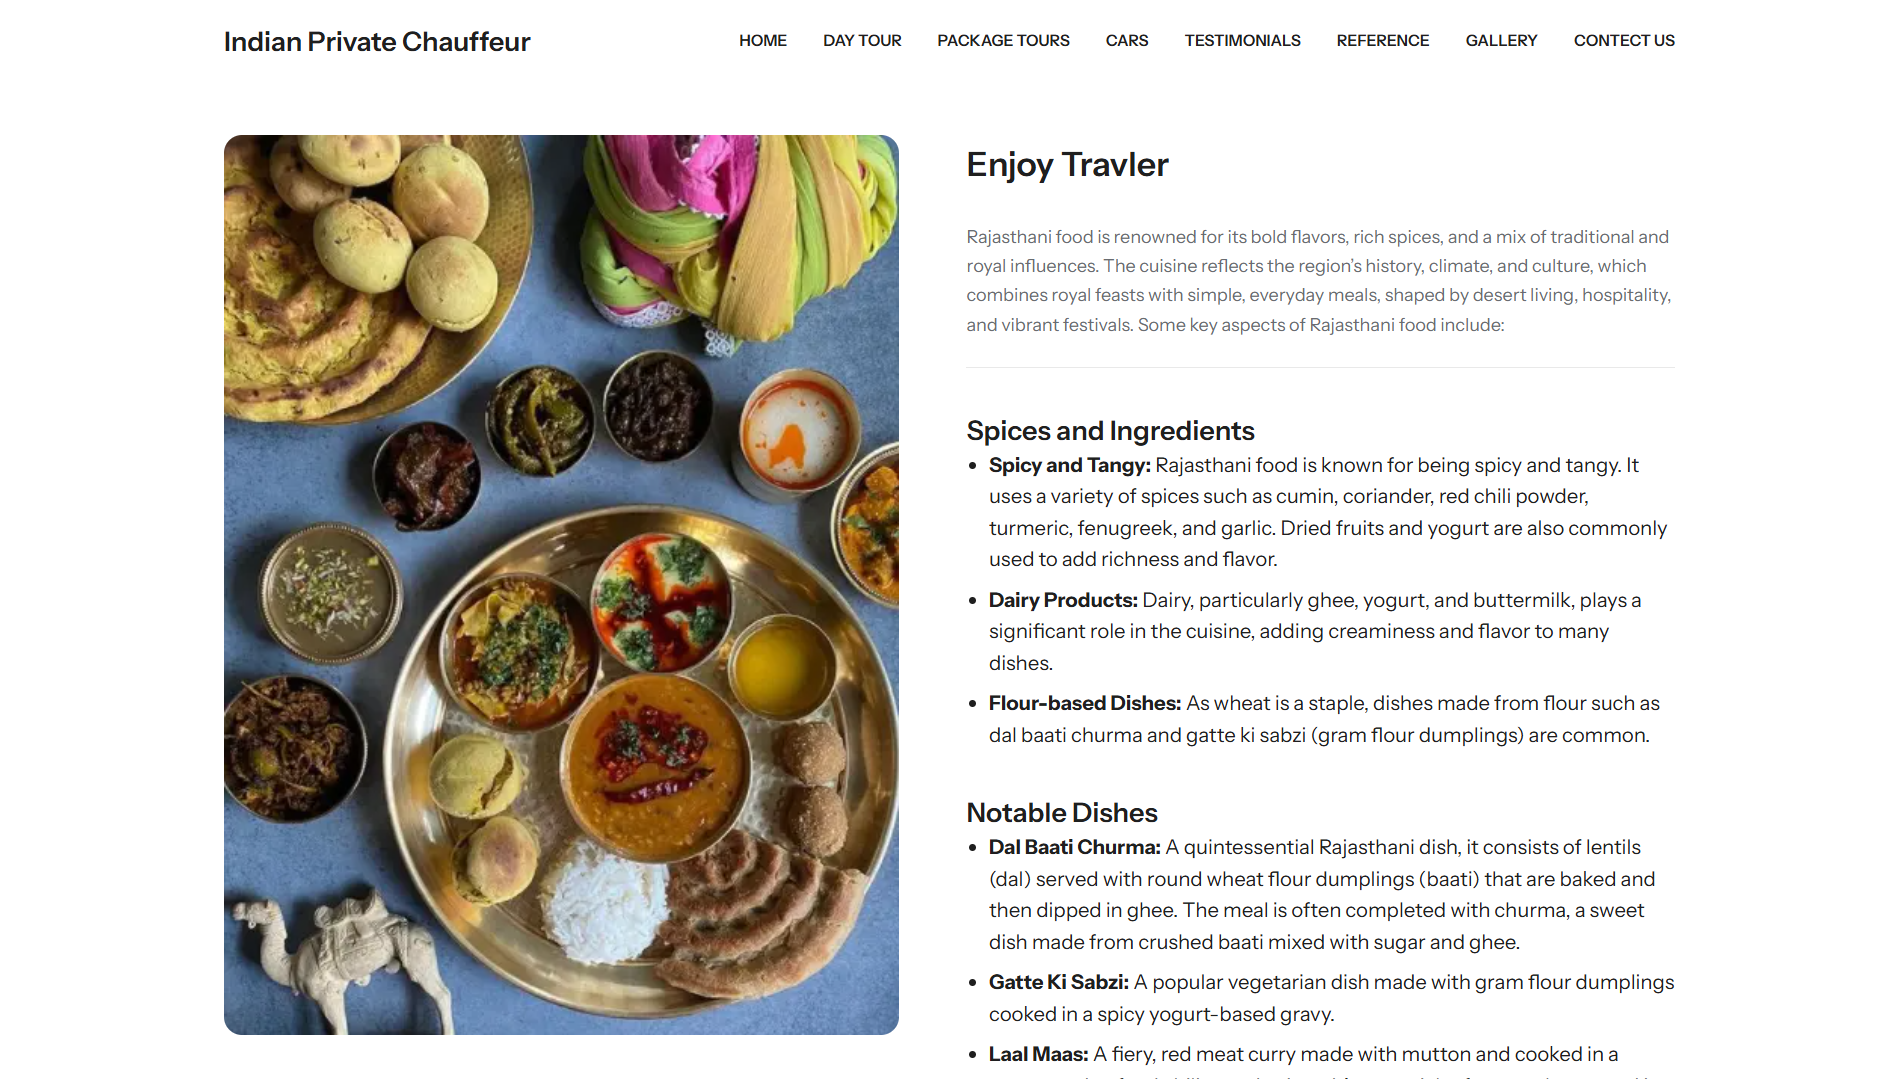 Indian Private Chauffeur
HOME DAY TOUR PACKAGE TOURS CARS TESTIMONIALS REFERENCE GALLERY CONTECT US
Enjoy Travler
Rajasthani food is renowned for its bold flavors, rich spices, and a mix of traditional and
royal influences. The cuisine reflects the region's history, climate, and culture, which
combines royal feasts with simple, everyday meals, shaped by desert living, hospitality,
and vibrant festivals. Some key aspects of Rajasthani food include:
Spices and Ingredients
• Spicy and Tangy: Rajasthani food is known for being spicy and tangy. It
uses a variety of spices such as cumin, coriander, red chili powder,
turmeric, fenugreek, and garlic. Dried fruits and yogurt are also commonly
used to add richness and flavor.
• Dairy Products: Dairy, particularly ghee, yogurt, and buttermilk, plays a
significant role in the cuisine, adding creaminess and flavor to many
dishes.
• Flour-based Dishes: As wheat is a staple, dishes made from flour such as
dal baati churma and gatte ki sabzi (gram flour dumplings) are common.
Notable Dishes
• Dal Baati Churma: A quintessential Rajasthani dish, it consists of lentils
(dal) served with round wheat flour dumplings (baati) that are baked and
then dipped in ghee. The meal is often completed with churma, a sweet
dish made from crushed baati mixed with sugar and ghee.
• Gatte Ki Sabzi: A popular vegetarian dish made with gram flour dumplings
cooked in a spicy yogurt-based gravy.
• Laal Maas: A fiery, red meat curry made with mutton and cooked in a